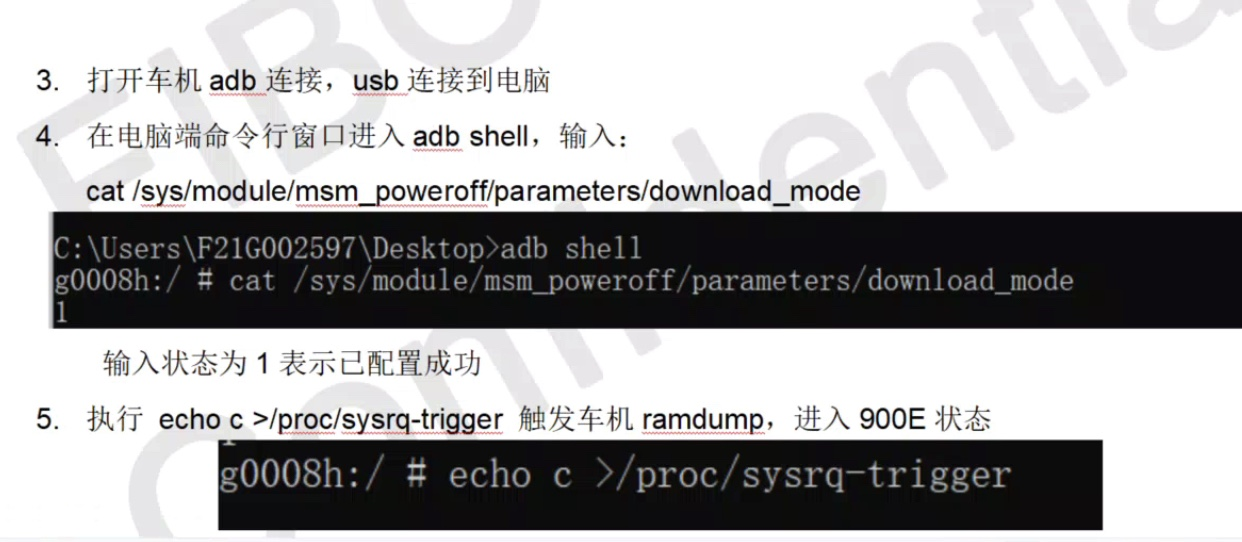 3. 打开车机 adb 连接，usb 连接到电脑
4. 在电脑端命令行窗口进入 adb shell，输入：
cat /sys/module/msm_poweroff/parameters/download_mode
C:\Users\F21G002597\Desktop>adb shell
g0008h:/ # cat /sys/module/msm_poweroff/parameters/download_mode
1
输入状态为 1 表示已配置成功
5. 执行 echo c >/proc/sysrq-trigger 触发车机 ramdump，进入 900E 状态
g0008h:/ # echo c >/proc/sysrq-trigger